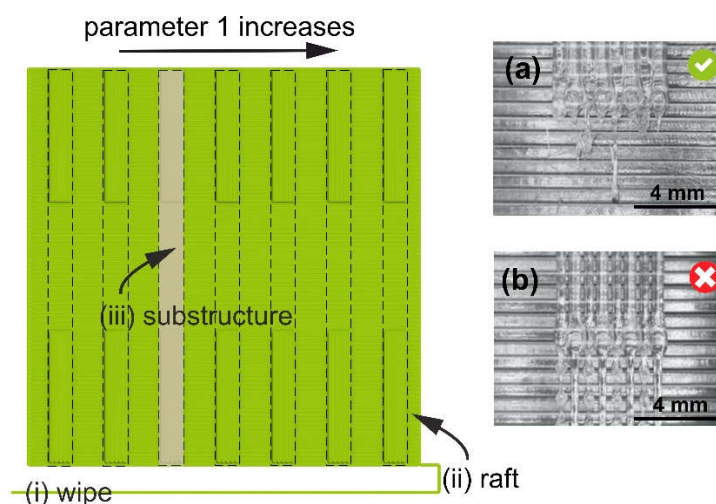 parameter 1 increases
(a)
4 mm
(iii) substructure
(b)
4 mm
(ii) raft
(i) wipe